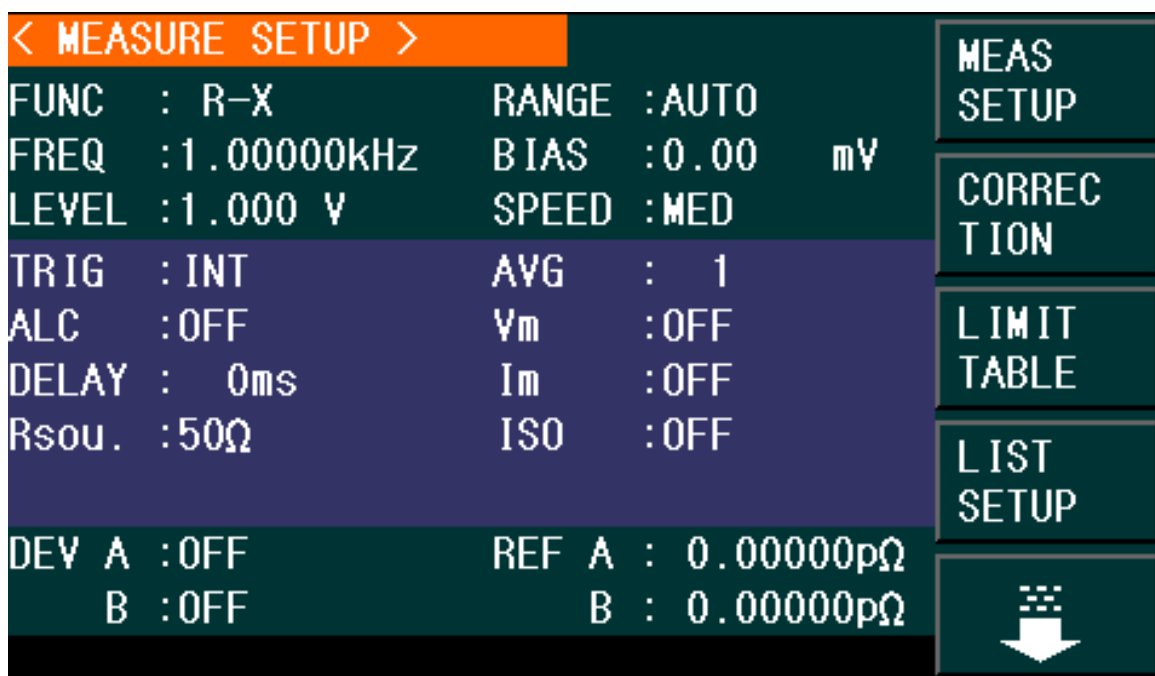 < MEASURE SETUP >
FUNC : R-X RANGE :AUTO
FREQ :1.00000kHz BIAS :0.00 mV
LEVEL :1.000 V SPEED :MED
TRIG :INT AVG : 1
ALC :OFF Vm :OFF
DELAY : 0ms Im :OFF
Rsou. :50Ω ISO :OFF
DEV A :OFF REF A : 0.00000pΩ
B :OFF B : 0.00000pΩ
MEAS
SETUP
CORREC
TION
LIMIT
TABLE
LIST
SETUP